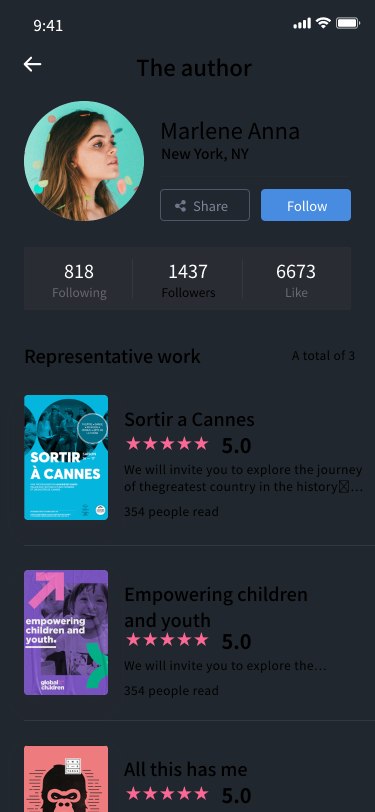 9:41
The author
Marlene Anna
New York, NY
Share
Follow
818
1437
6673
Following
Followers
Like
Representative work
A total of 3
Sortir a Cannes
5.0
We will invite you to explore the journey
of thegreatest country in the history...
354 people read
SORTIR
À CANNES
Empowering children
and youth
5.0
We will invite you to explore the...
354 people read
empowering
children and
youth.
global
children
All this has me
5.0